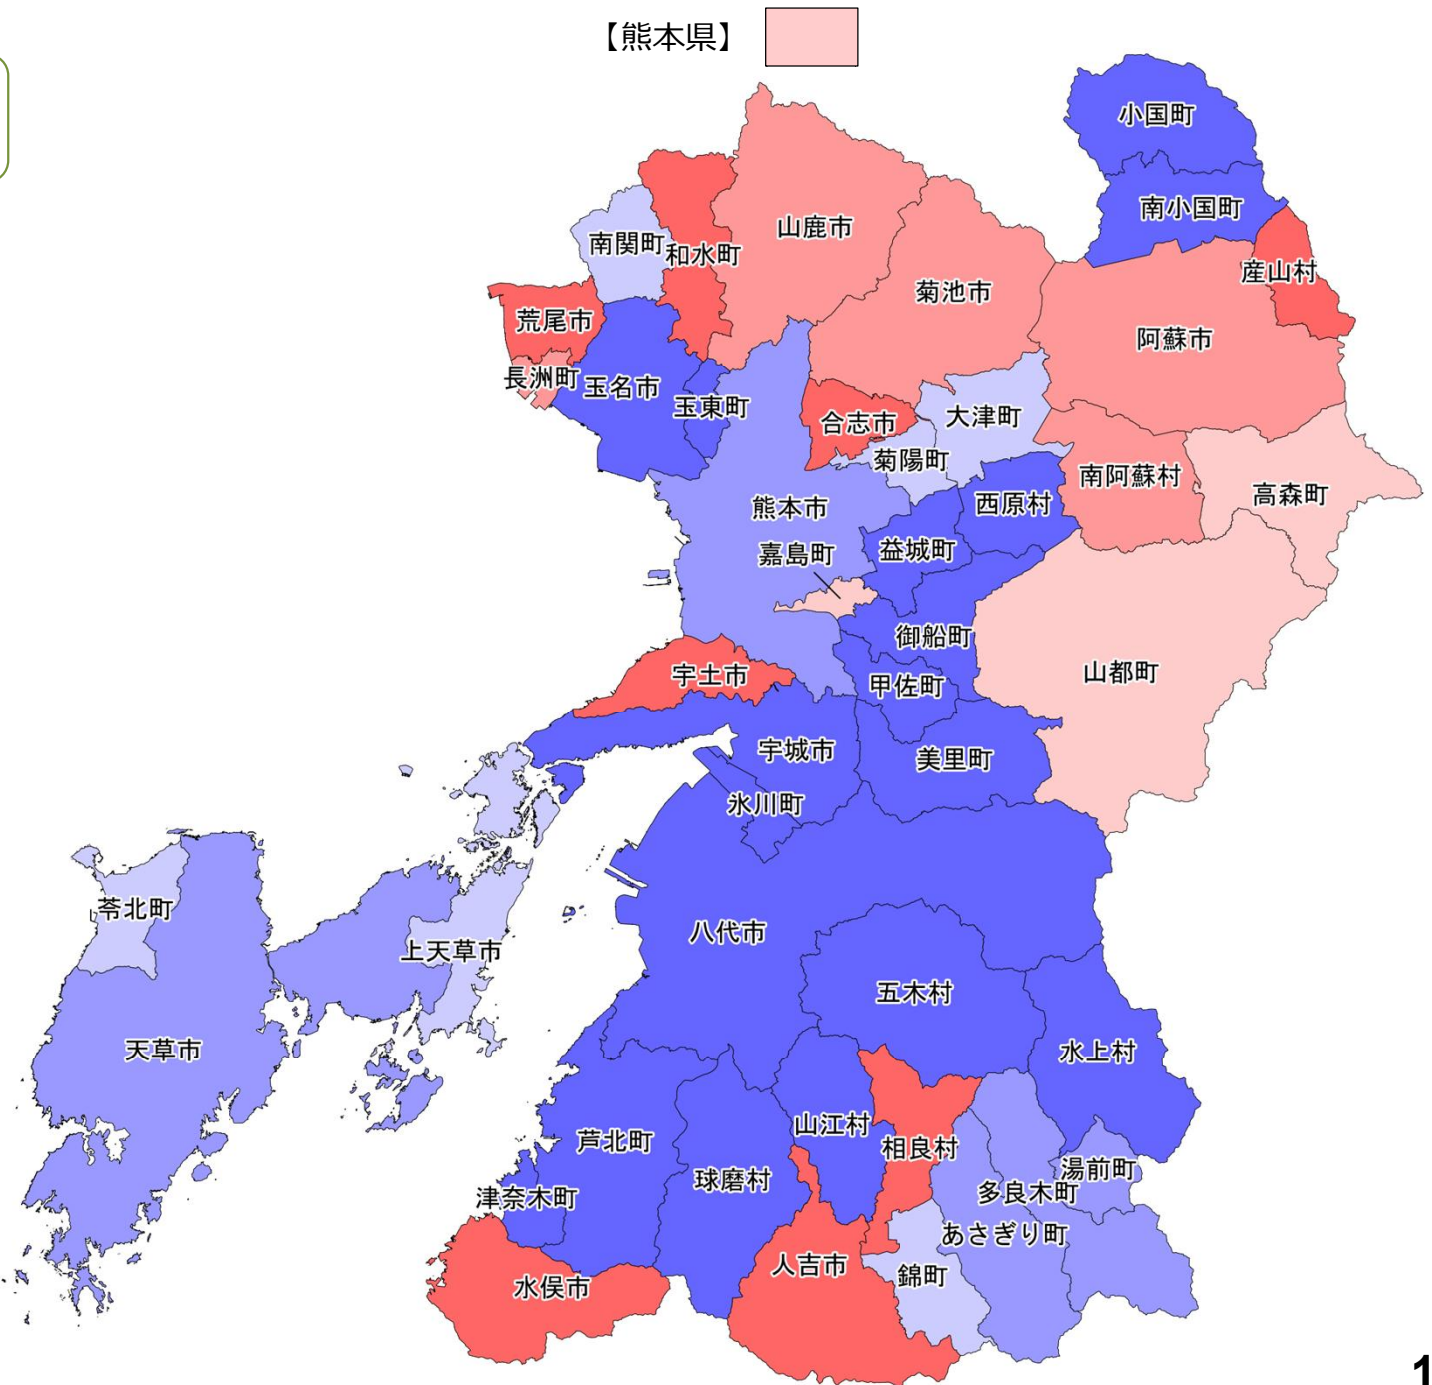 【熊本県】
小国町
南小国町
産山村
山鹿市
南関町
和水町
菊池市
荒尾市
阿蘇市
長洲町
玉名市
玉東町
合志市
大津町
菊陽町
南阿蘇村
高森町
熊本市
西原村
嘉島町
益城町
御船町
宇土市
甲佐町
山都町
宇城市
美里町
氷川町
苓北町
八代市
上天草市
五木村
天草市
水上村
山江村
芦北町
相良村
湯前町
球磨村
多良木町
津奈木町
あさぎり町
人吉市
錦町
水俣市
1